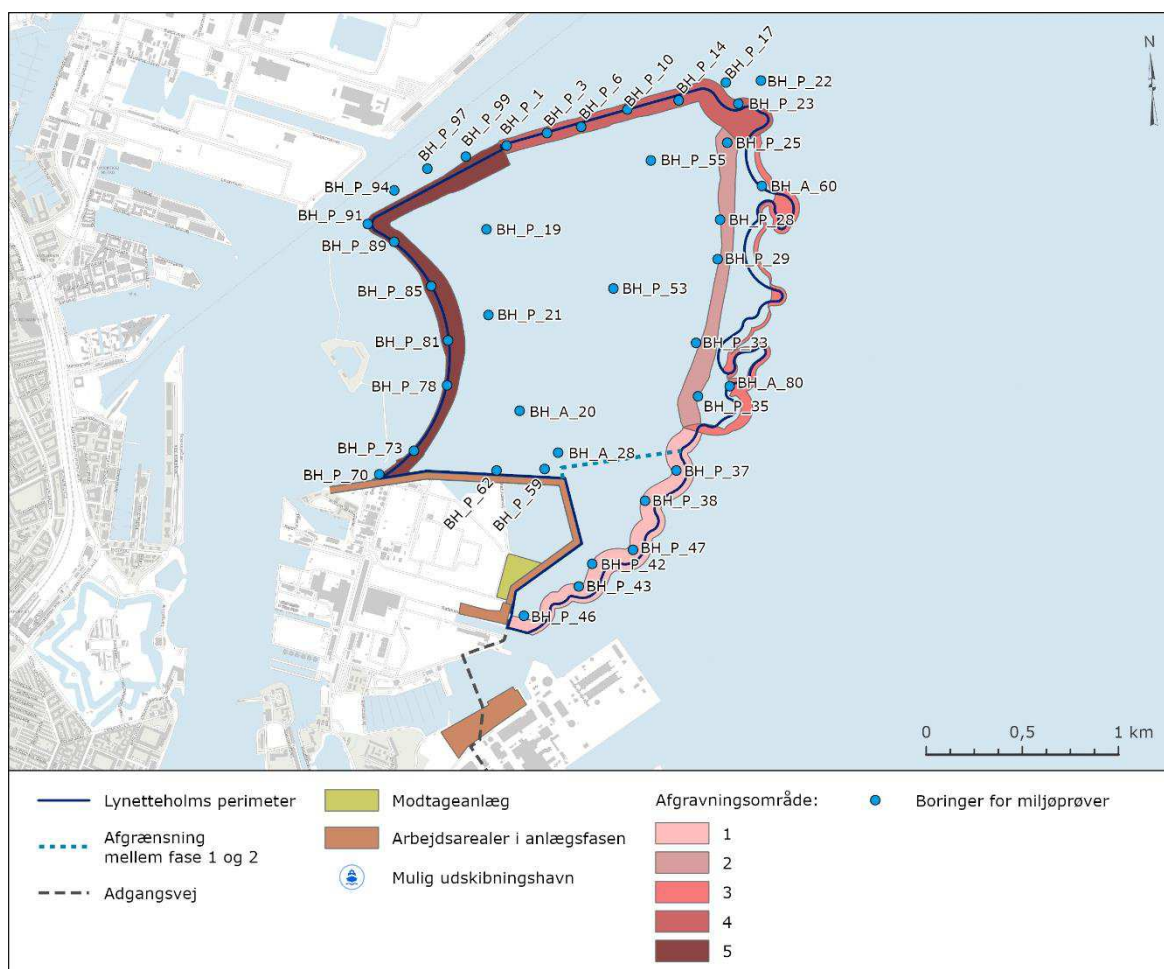 N
BH_P_17
BH_P_14
BH_P_22
BH_P_10
BH_P_23
BH_P_6
BH_P_3
BH_P_1
BH_P_99
BH_P_97
BH_P_25
BH_P_55
BH_P_94
BH_A_60
BH_P_91
BH_P_28
BH_P_19
BH_P_89
BH_P_29
BH_P_85
BH_P_53
BH_P_21
BH_P_81
BH_P_33
BH_P_78
BH_A_80
BH_P_35
BH_A_20
BH_P_73
BH_A_28
BH_P_70
BH_P_62
BH_P_59
BH_P_37
BH_P_38
BH_P_47
BH_P_42
BH_P_43
BH_P_46
0 0,5 1 km
Lynetteholms perimeter
Afgrænsning
mellem fase 1 og 2
Adgangsvej
Modtageanlæg
Arbejdsarealer i anlægsfasen
Mulig udskibningshavn
Afgravningsområde:
1
2
3
4
5
Boringer for miljøprøver